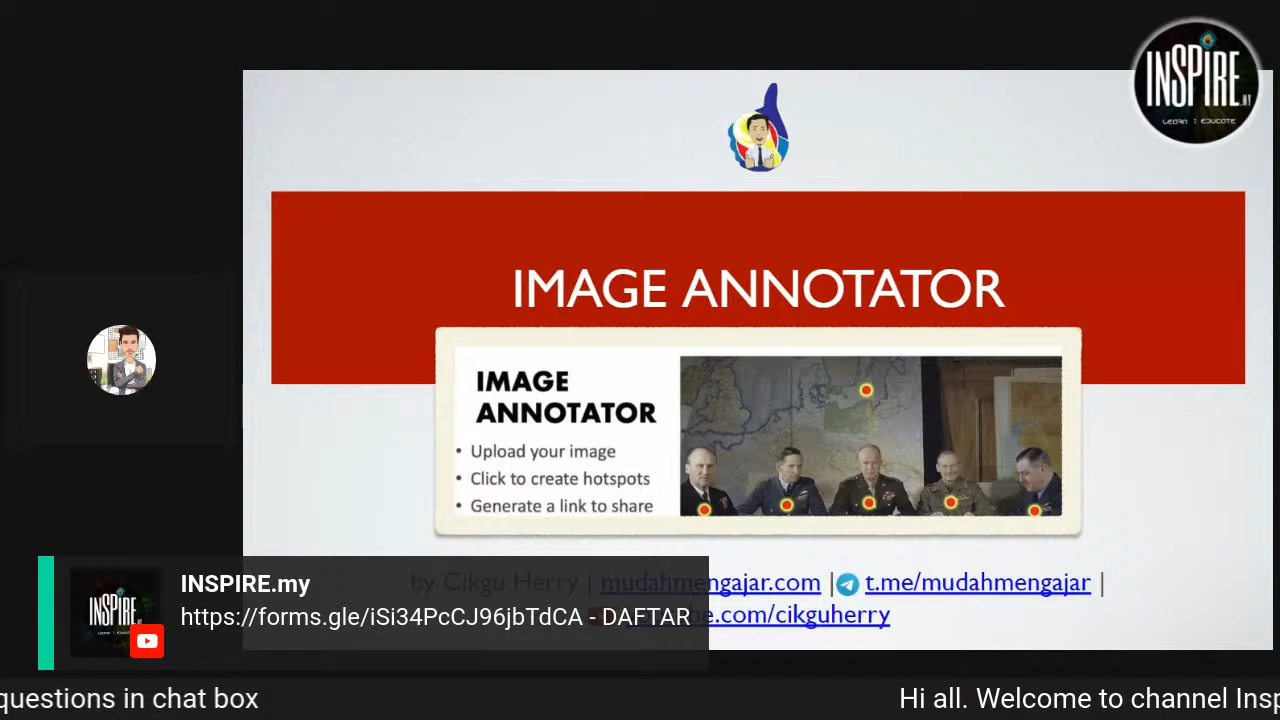 INSPIRE
.MY
LEARN : EDUCATE
IMAGE ANNOTATOR
IMAGE
ANNOTATOR
• Upload your image
• Click to create hotspots
• Generate a link to share
by Cikgu Herry | mudahmengajar.com | t.me/mudahmengajar |
be.com/cikguherry
INSPIRE.my
https://forms.gle/iSi34PcCJ96jbTdCA - DAFTAR
INSPIRE
questions in chat box
Hi all. Welcome to channel Insp